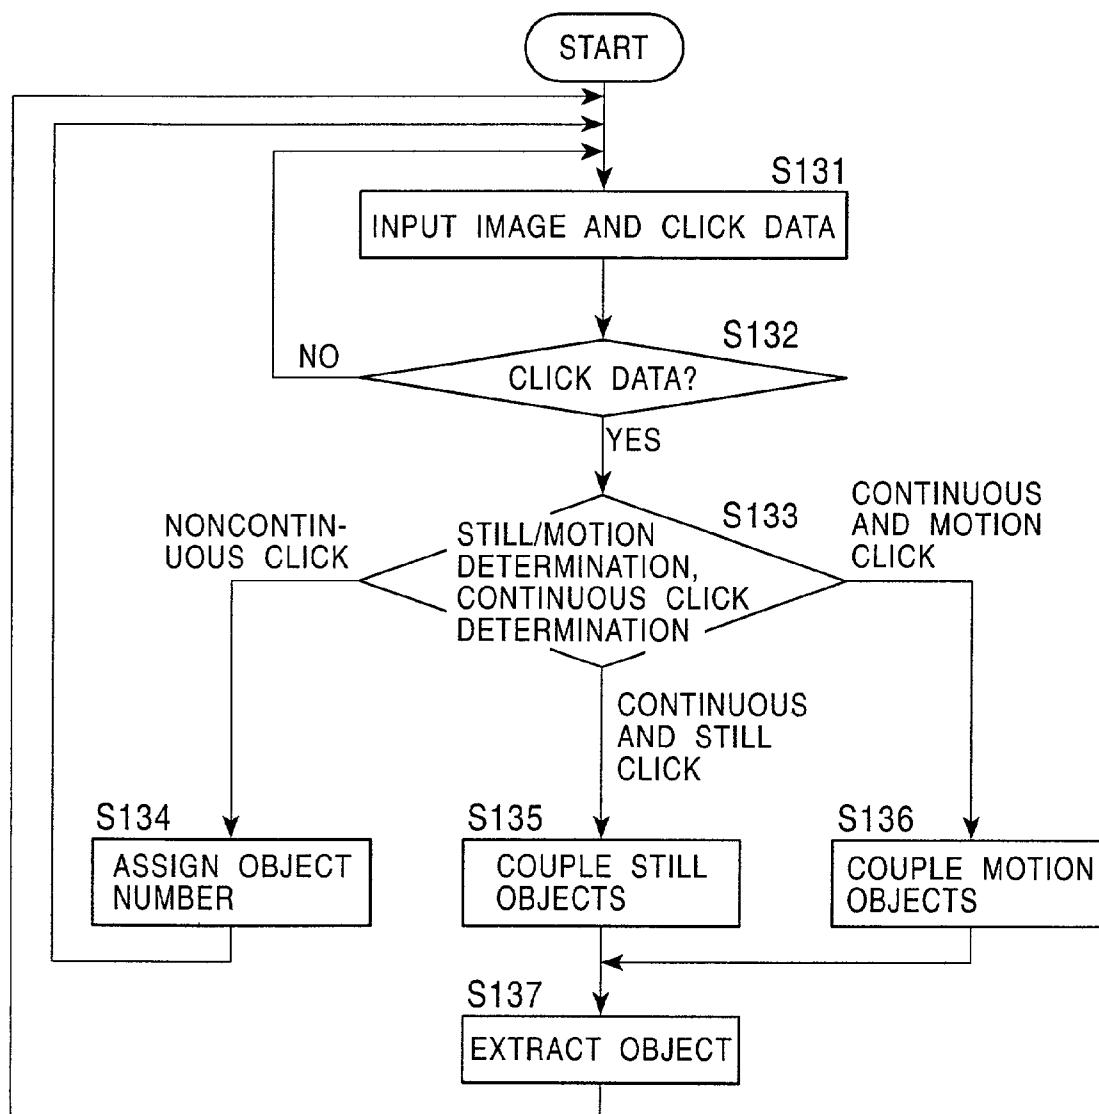 START
S131
INPUT IMAGE AND CLICK DATA
S132
NO
CLICK DATA?
YES
NONCONTIN-
UOUS CLICK
S133
STILL/MOTION
DETERMINATION,
CONTINUOUS CLICK
DETERMINATION
CONTINUOUS
AND MOTION
CLICK
CONTINUOUS
AND STILL
CLICK
S134
ASSIGN OBJECT
NUMBER
S135
COUPLE STILL
OBJECTS
S136
COUPLE MOTION
OBJECTS
S137
EXTRACT OBJECT